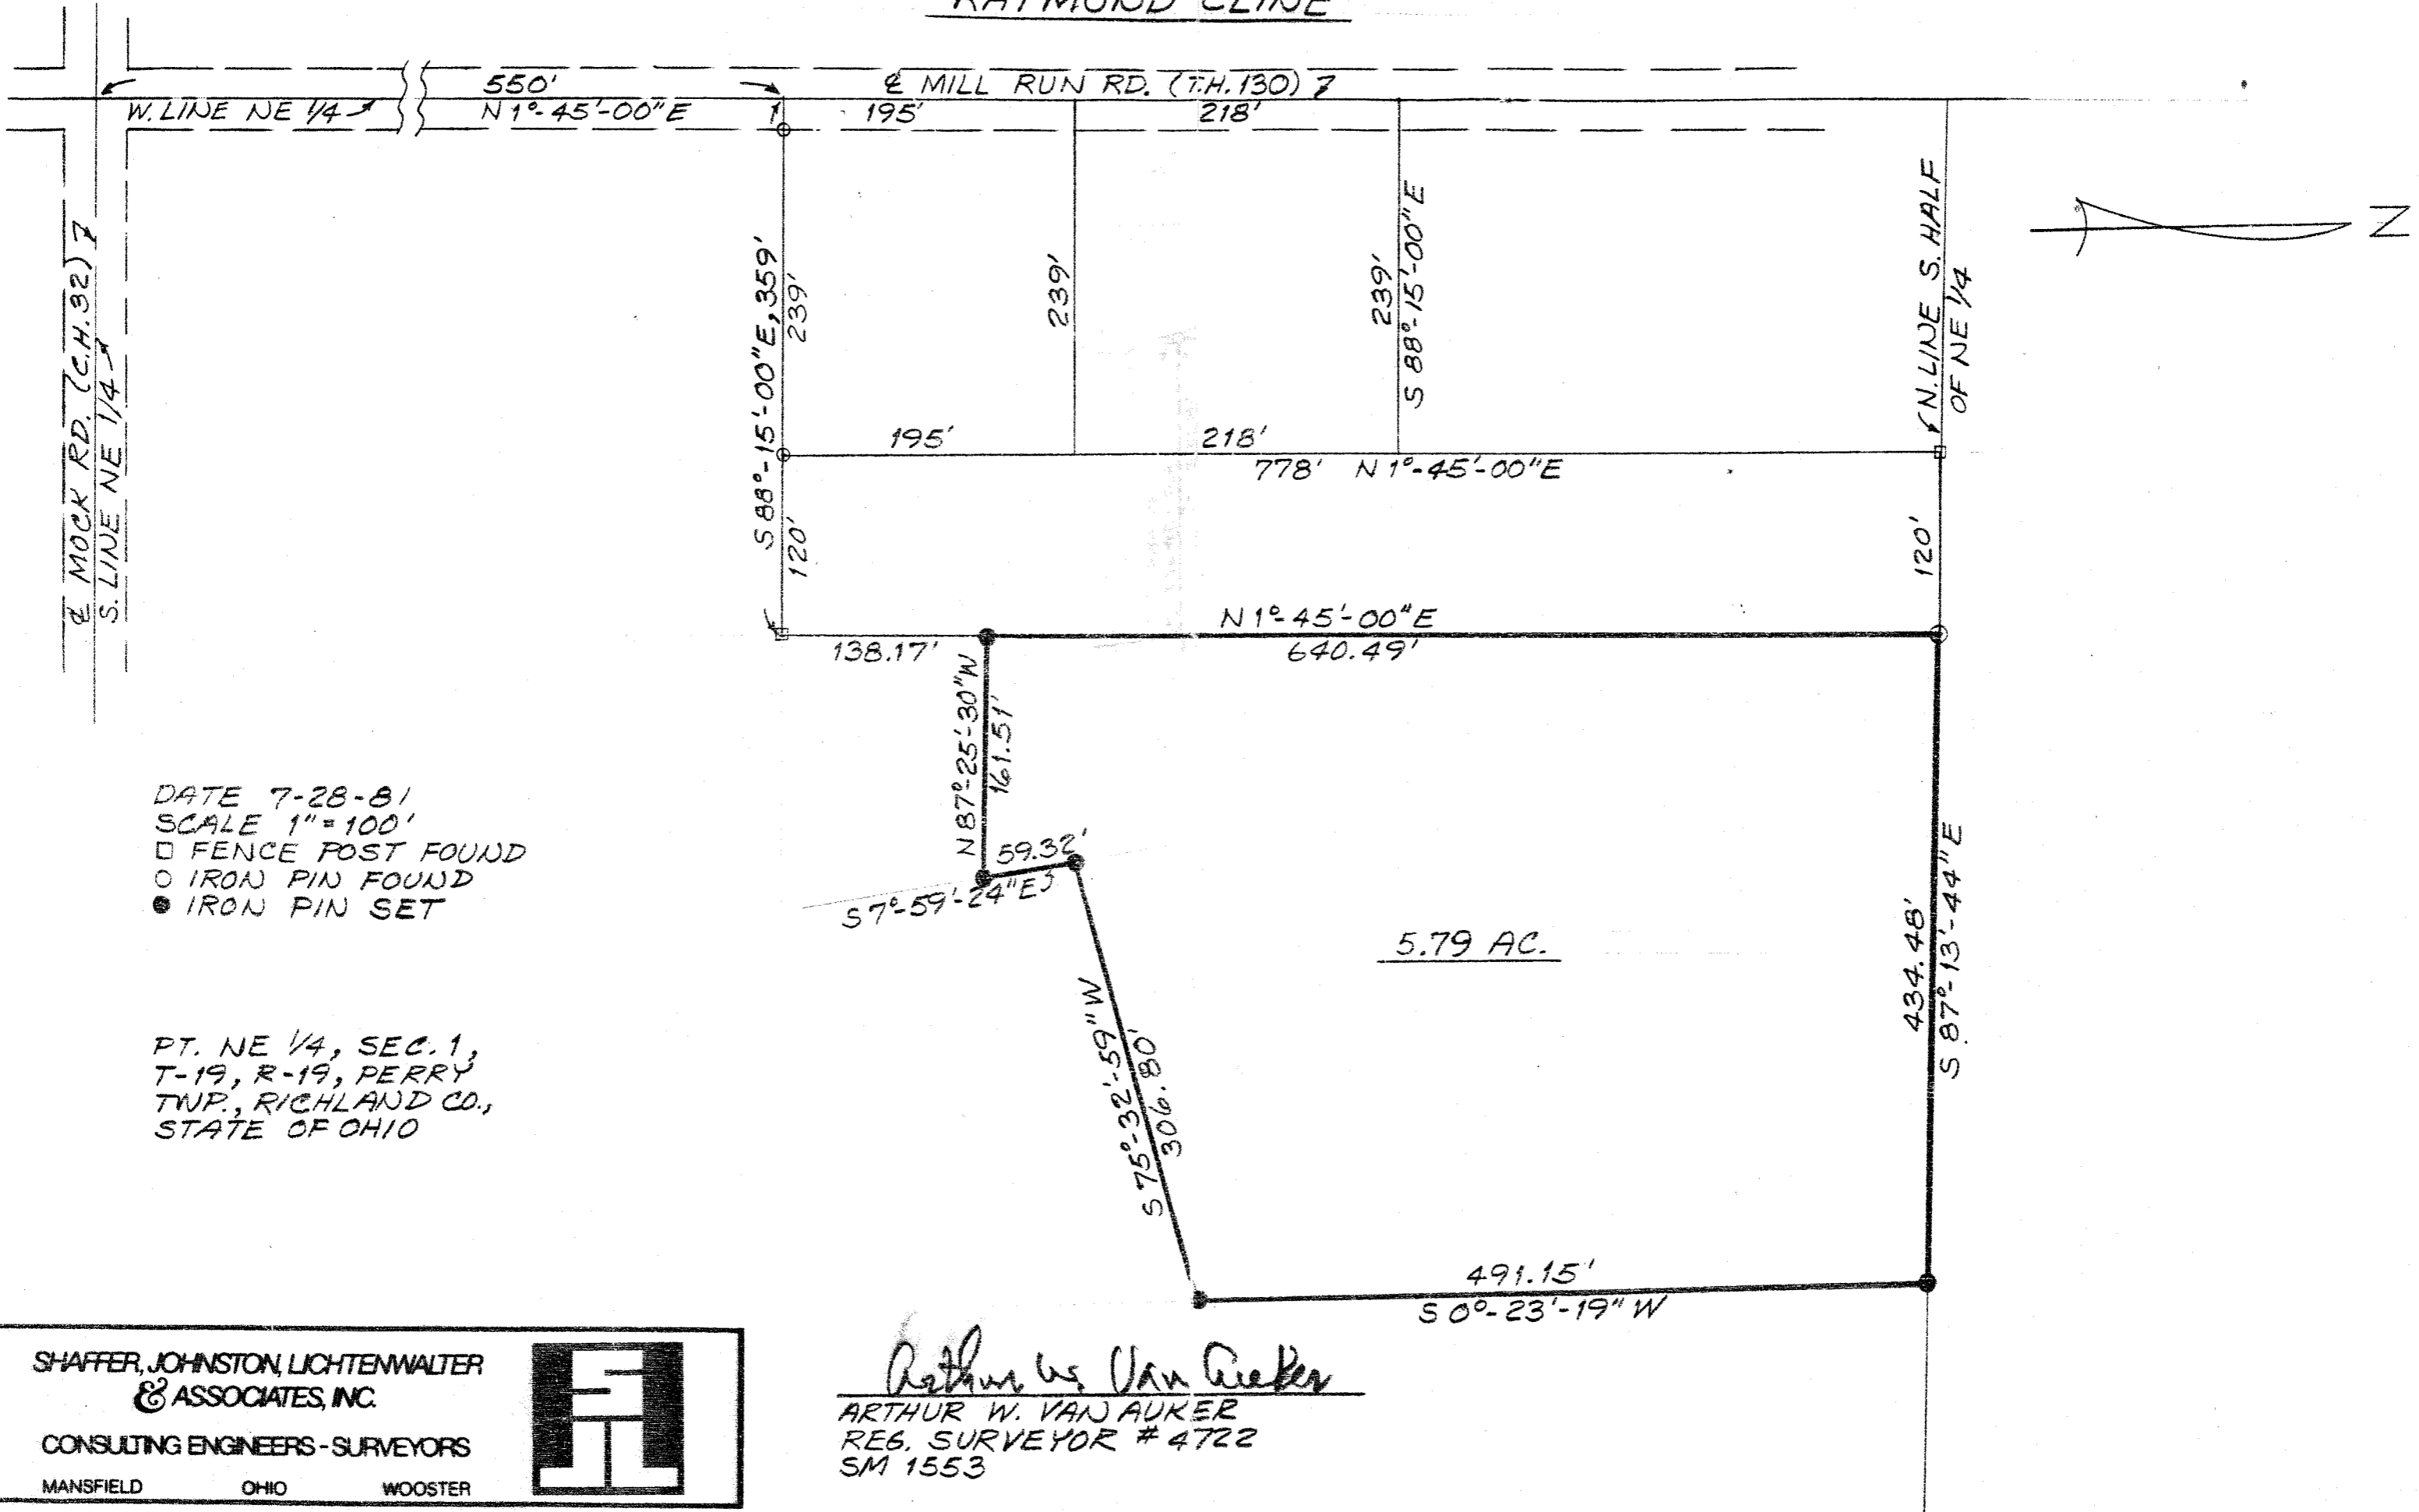 RAYMOND CLINE
550'
℄ MILL RUN RD. (T.H.130)
W. LINE NE 1/4
N 1°-45'-00" E
195'
218'
℄ MOCK RD. (C.H.32)
S. LINE NE 1/4
S 88°-15'-00" E, 359'
239'
239'
239'
S 88°-15'-00" E
N. LINE S. HALF
OF NE 1/4
N
195'
218'
778' N 1°-45'-00" E
120'
120'
N 1°-45'-00" E
138.17'
640.49'
N 87°-25'-30" W
161.51'
59.32'
S 7°-59'-24" E
DATE 7-28-81
SCALE 1" = 100'
□ FENCE POST FOUND
○ IRON PIN FOUND
● IRON PIN SET
5.79 AC.
434.48'
S 87°-13'-44" E
S 75°-32'-59" W
306.80'
PT. NE 1/4, SEC. 1,
T-19, R-19, PERRY
TWP., RICHLAND CO.,
STATE OF OHIO
491.15'
S 0°-23'-19" W
SHAFFER, JOHNSTON, LICHTENWALTER
& ASSOCIATES, INC.
CONSULTING ENGINEERS - SURVEYORS
MANSFIELD OHIO WOOSTER
SJL
Arthur W. Van Auker
ARTHUR W. VAN AUKER
REG. SURVEYOR # 4722
SM 1553